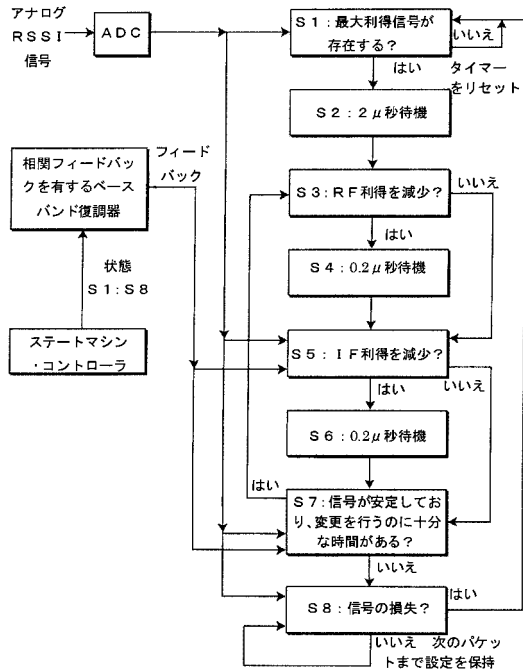 アナログ
RSSI
信号
ADC
S1:最大利得信号が
存在する?
いいえ
はい
タイマー
をリセット
S2:2μ秒待機
フィード
バック
相関フィードバッ
クを有するベース
バンド復調器
S3:RF利得を減少?
いいえ
はい
状態
S1:S8
S4:0.2μ秒待機
ステートマシン
・コントローラ
S5:IF利得を減少?
はい
いいえ
S6:0.2μ秒待機
はい
S7:信号が安定してお
り、変更を行うのに十分
な時間がある?
いいえ
S8:信号の損失?
はい
いいえ 次のパケッ
トまで設定を保持